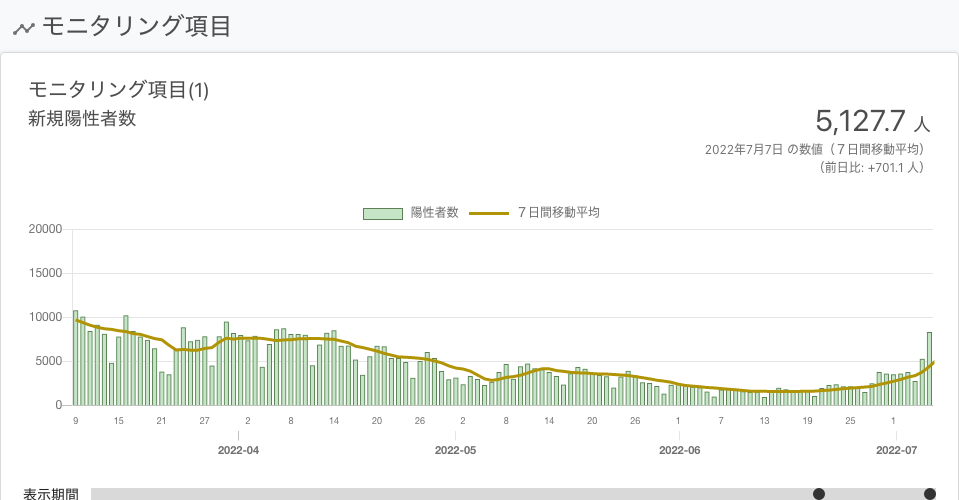 モニタリング項目
モニタリング項目(1)
新規陽性者数
5,127.7 人
2022年7月7日 の数値（７日間移動平均）
（前日比: +701.1 人）
陽性者数 ７日間移動平均
20000
15000
10000
5000
0
9 15 21 27 2 8 14 20 26 2 8 14 20 26 1 7 13 19 25 1
2022-04 2022-05 2022-06 2022-07
表示期間